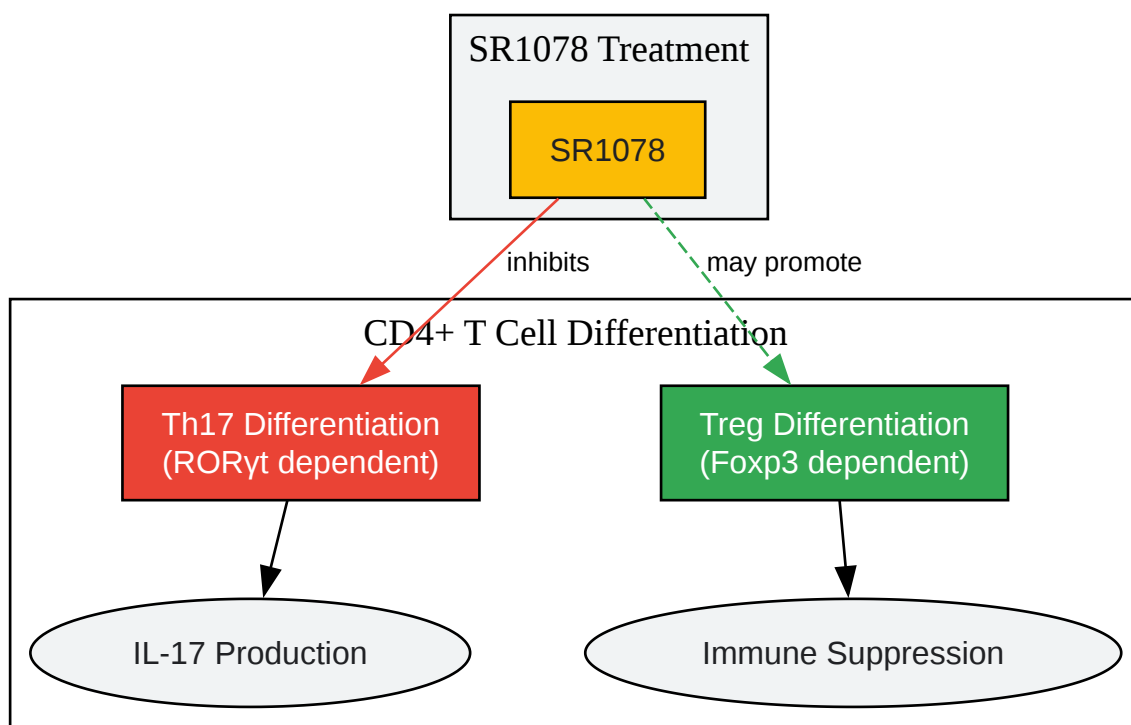 SR1078 Treatment
SR1078
inhibits
may promote
CD4+ T Cell Differentiation
Th17 Differentiation
(RORγt dependent)
Treg Differentiation
(Foxp3 dependent)
IL-17 Production
Immune Suppression